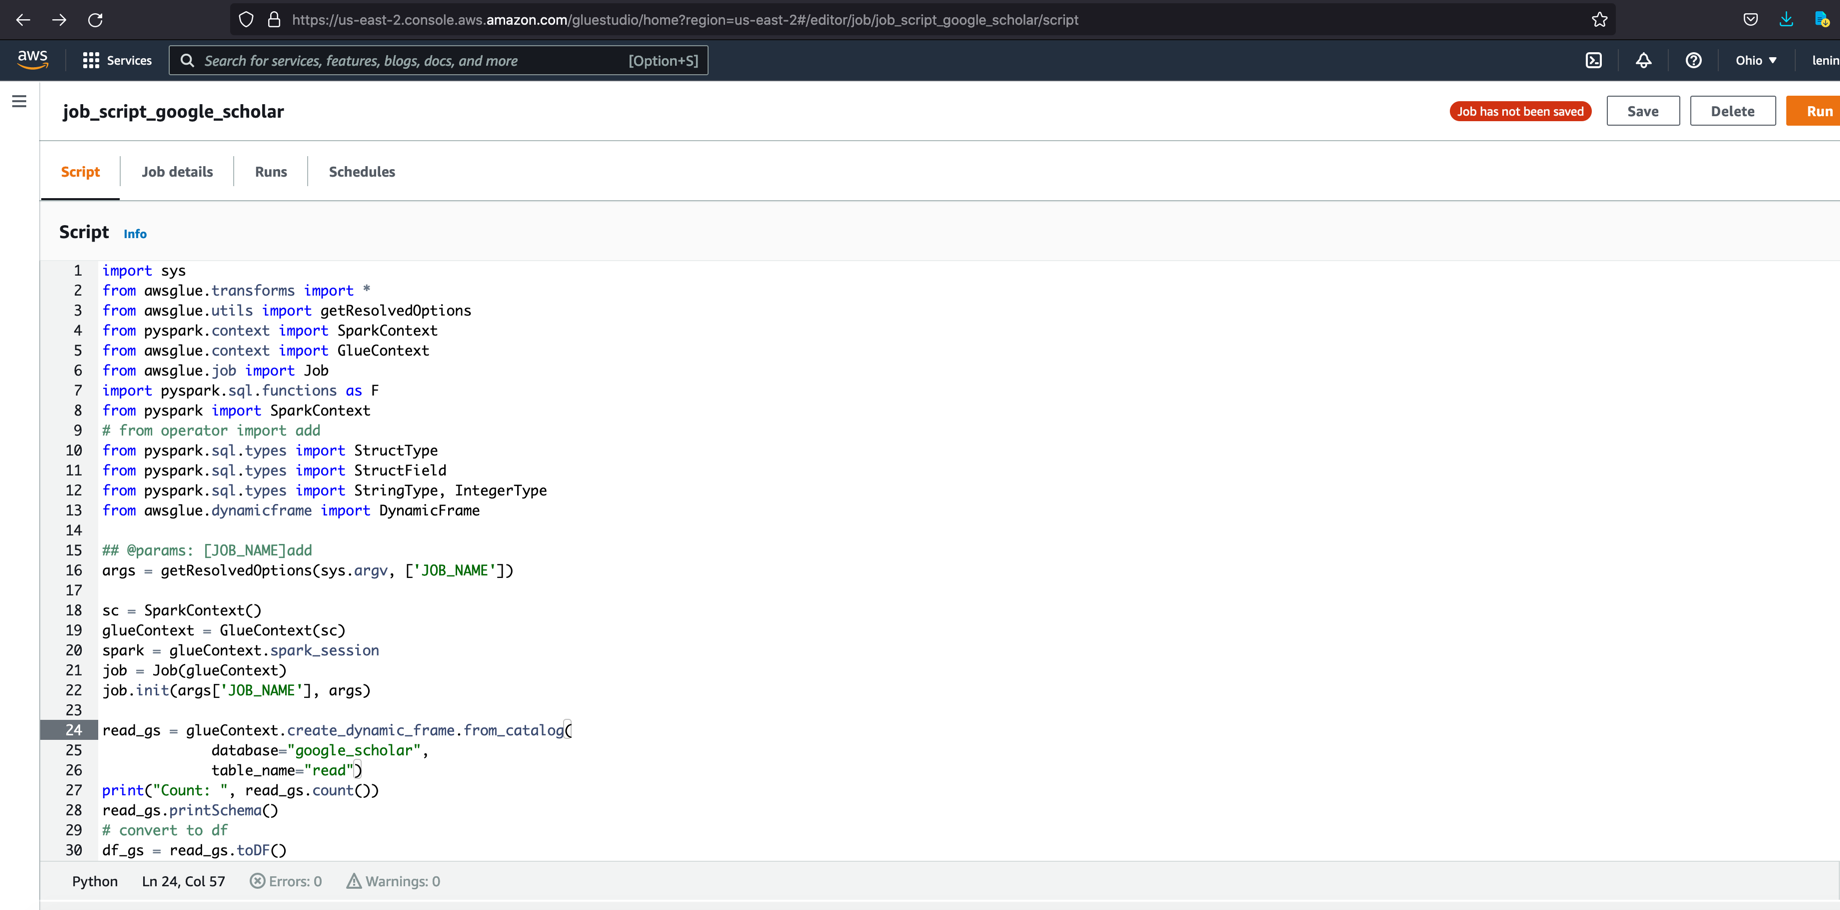 https://us-east-2.console.aws.amazon.com/gluestudio/home?region=us-east-2#/editor/job/job_script_google_scholar/script
aws
Services
Search for services, features, blogs, docs, and more
[Option+S]
Ohio ▼
lenin
job_script_google_scholar
Job has not been saved
Save
Delete
Run
Script
Job details
Runs
Schedules
Script Info
1 import sys
2 from awsglue.transforms import *
3 from awsglue.utils import getResolvedOptions
4 from pyspark.context import SparkContext
5 from awsglue.context import GlueContext
6 from awsglue.job import Job
7 import pyspark.sql.functions as F
8 from pyspark import SparkContext
9 # from operator import add
10 from pyspark.sql.types import StructType
11 from pyspark.sql.types import StructField
12 from pyspark.sql.types import StringType, IntegerType
13 from awsglue.dynamicframe import DynamicFrame
14
15 ## @params: [JOB_NAME]add
16 args = getResolvedOptions(sys.argv, ['JOB_NAME'])
17
18 sc = SparkContext()
19 glueContext = GlueContext(sc)
20 spark = glueContext.spark_session
21 job = Job(glueContext)
22 job.init(args['JOB_NAME'], args)
23
24 read_gs = glueContext.create_dynamic_frame.from_catalog(
25 database="google_scholar",
26 table_name="read")
27 print("Count: ", read_gs.count())
28 read_gs.printSchema()
29 # convert to df
30 df_gs = read_gs.toDF()
Python Ln 24, Col 57 Errors: 0 Warnings: 0